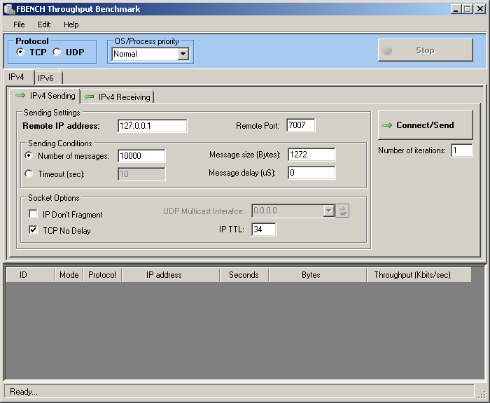 FBENCH Throughput Benchmark
File Edit Help
Protocol
TCP UDP
OS/Process priority
Normal
Stop
IPv4 IPv6
IPv4 Sending IPv4 Receiving
Sending Settings
Remote IP address: 127.0.0.1 Remote Port: 7007
Connect/Send
Sending Conditions
Number of messages: 10000 Message size (Bytes): 1272
Number of iterations: 1
Timeout (sec): 10 Message delay (uS): 0
Socket Options
IP Don't Fragment UDP Multicast Interafce: 0.0.0.0
TCP No Delay IP TTL: 34
ID Mode Protocol IP address Seconds Bytes Throughput (Kbits/sec)
Ready...